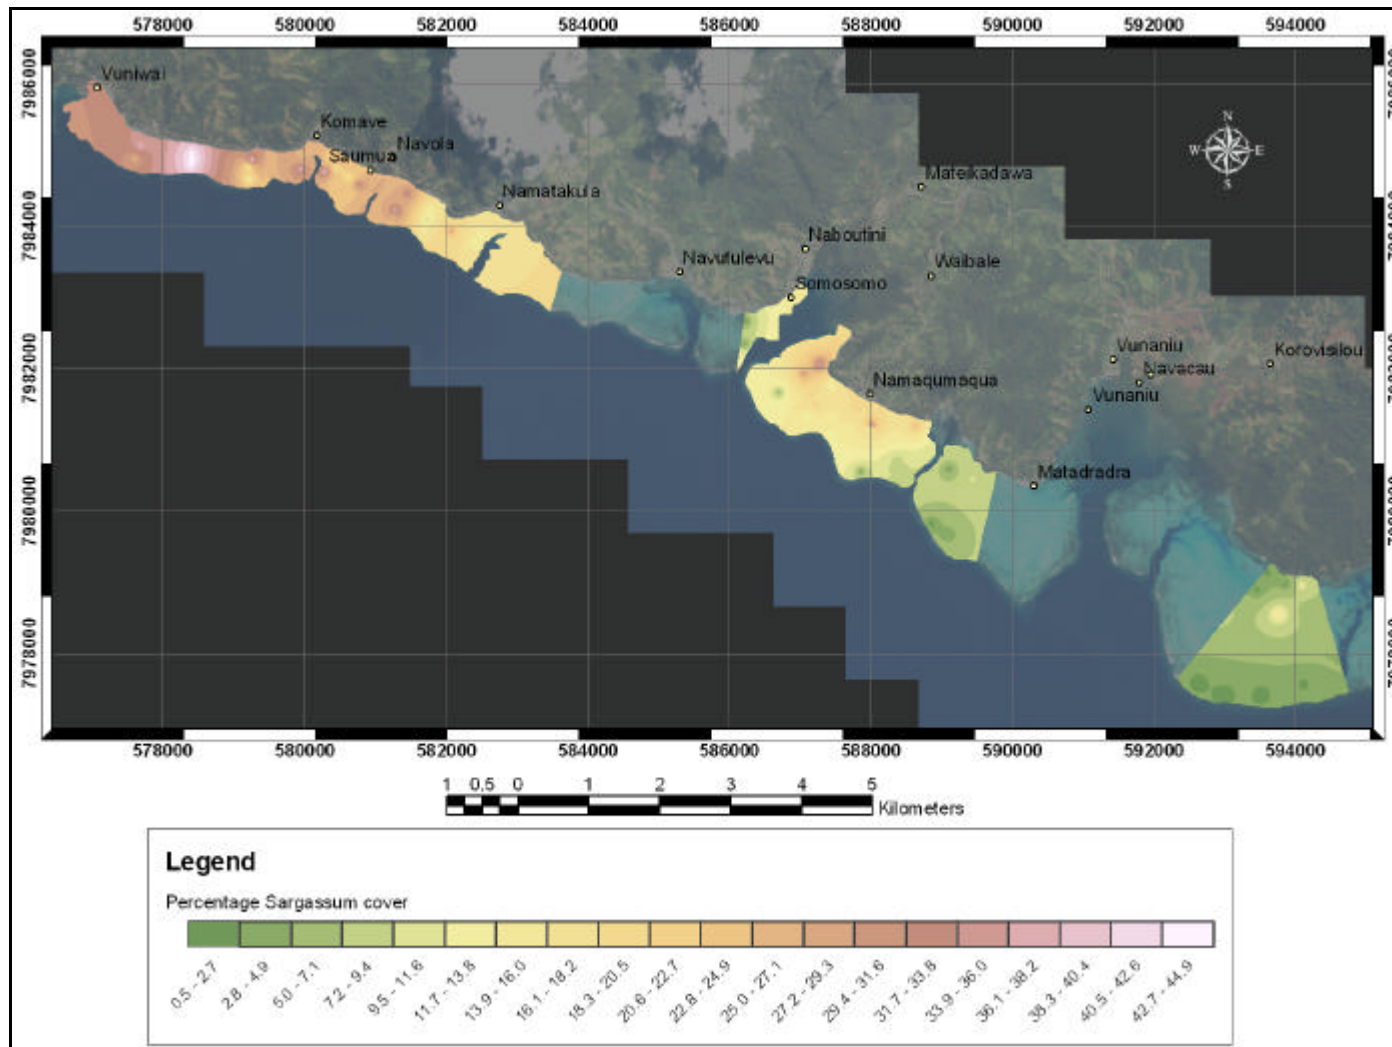 578000 580000 582000 584000 586000 588000 590000 592000 594000
7986000 7984000 7982000 7980000 7978000
Vuniwai
Komave
Navola
Saumua
Namatakula
Mateikadawa
Naboutini
Navutulevu
Waibale
Somosomo
Vunaniu
Korovisilou
Navacau
Namaqumaqua
Vunaniu
Matadradra
N
W E
S
7986000 7984000 7982000 7980000 7978000
578000 580000 582000 584000 586000 588000 590000 592000 594000
1 0.5 0 1 2 3 4 5
Kilometers
Legend
Percentage Sargassum cover
0.5 - 2.7 2.8 - 4.9 5.0 - 7.1 7.2 - 9.4 9.5 - 11.6 11.7 - 13.8 13.9 - 16.0 16.1 - 18.2 18.3 - 20.5 20.6 - 22.7 22.8 - 24.9 25.0 - 27.1 27.2 - 29.3 29.4 - 31.6 31.7 - 33.8 33.9 - 36.0 36.1 - 38.2 38.3 - 40.4 40.5 - 42.6 42.7 - 44.9